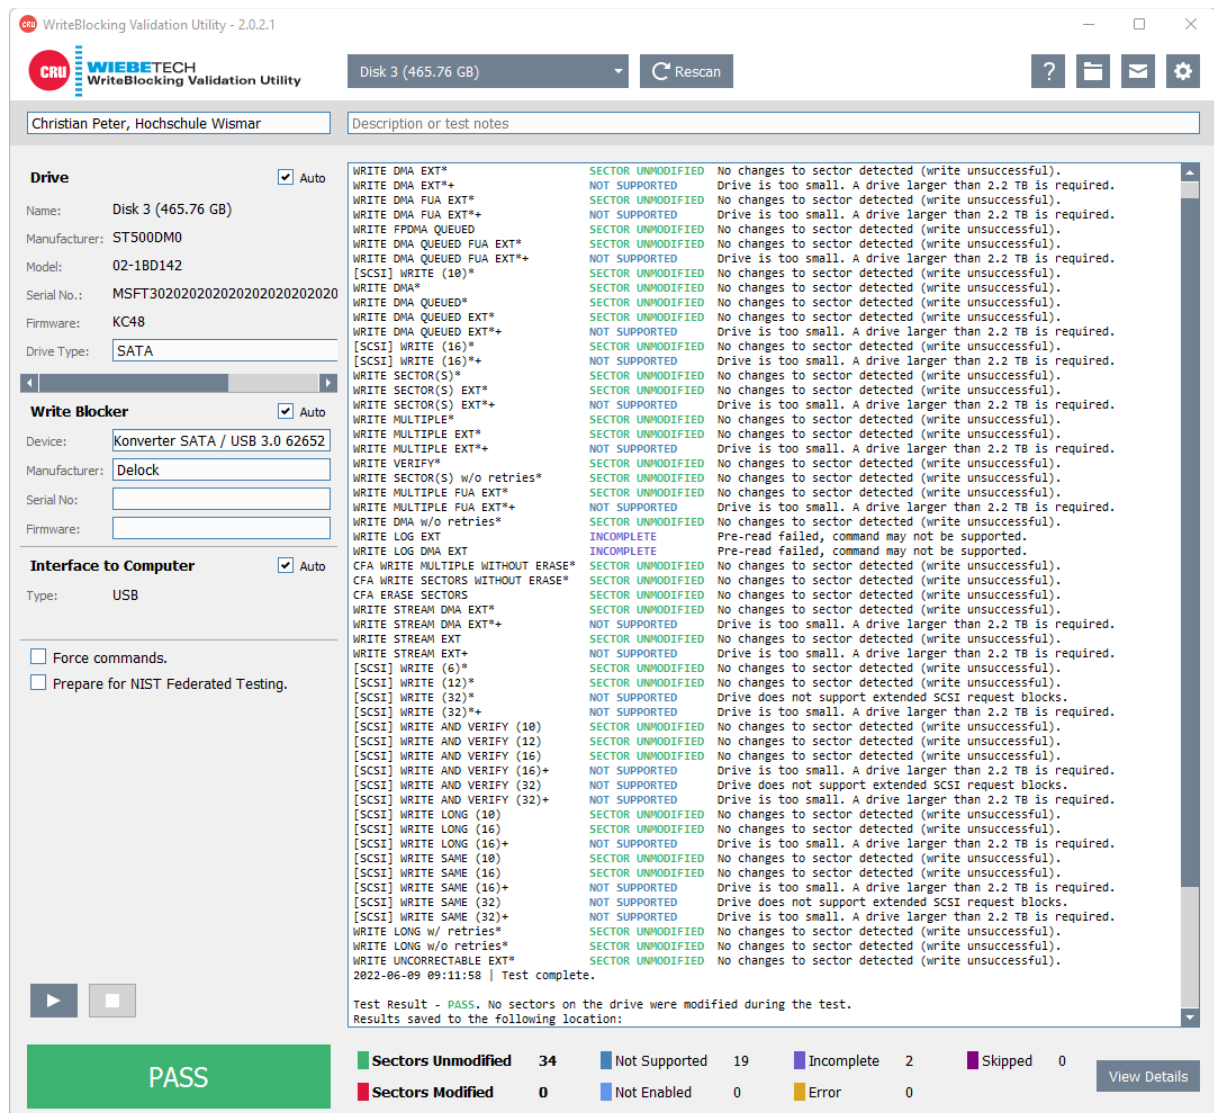 WriteBlocking Validation Utility - 2.0.2.1
CRU WIEBETECH
WriteBlocking Validation Utility
Disk 3 (465.76 GB)
Rescan
?
Christian Peter, Hochschule Wismar
Description or test notes
Drive
Auto
Name: Disk 3 (465.76 GB)
Manufacturer: ST500DM0
Model: 02-1BD142
Serial No.: MSFT30202020202020202020202020
Firmware: KC48
Drive Type: SATA
Write Blocker
Auto
Device: Konverter SATA / USB 3.0 62652
Manufacturer: Delock
Serial No:
Firmware:
Interface to Computer
Auto
Type: USB
Force commands.
Prepare for NIST Federated Testing.
WRITE DMA EXT* SECTOR UNMODIFIED No changes to sector detected (write unsuccessful).
WRITE DMA EXT*+ NOT SUPPORTED Drive is too small. A drive larger than 2.2 TB is required.
WRITE DMA FUA EXT* SECTOR UNMODIFIED No changes to sector detected (write unsuccessful).
WRITE DMA FUA EXT*+ NOT SUPPORTED Drive is too small. A drive larger than 2.2 TB is required.
WRITE FPDMA QUEUED SECTOR UNMODIFIED No changes to sector detected (write unsuccessful).
WRITE DMA QUEUED FUA EXT* SECTOR UNMODIFIED No changes to sector detected (write unsuccessful).
WRITE DMA QUEUED FUA EXT*+ NOT SUPPORTED Drive is too small. A drive larger than 2.2 TB is required.
[SCSI] WRITE (10)* SECTOR UNMODIFIED No changes to sector detected (write unsuccessful).
WRITE DMA* SECTOR UNMODIFIED No changes to sector detected (write unsuccessful).
WRITE DMA QUEUED* SECTOR UNMODIFIED No changes to sector detected (write unsuccessful).
WRITE DMA QUEUED EXT* SECTOR UNMODIFIED No changes to sector detected (write unsuccessful).
WRITE DMA QUEUED EXT*+ NOT SUPPORTED Drive is too small. A drive larger than 2.2 TB is required.
[SCSI] WRITE (16)* SECTOR UNMODIFIED No changes to sector detected (write unsuccessful).
[SCSI] WRITE (16)*+ NOT SUPPORTED Drive is too small. A drive larger than 2.2 TB is required.
WRITE SECTOR(S)* SECTOR UNMODIFIED No changes to sector detected (write unsuccessful).
WRITE SECTOR(S) EXT* SECTOR UNMODIFIED No changes to sector detected (write unsuccessful).
WRITE SECTOR(S) EXT*+ NOT SUPPORTED Drive is too small. A drive larger than 2.2 TB is required.
WRITE MULTIPLE* SECTOR UNMODIFIED No changes to sector detected (write unsuccessful).
WRITE MULTIPLE EXT* SECTOR UNMODIFIED No changes to sector detected (write unsuccessful).
WRITE MULTIPLE EXT*+ NOT SUPPORTED Drive is too small. A drive larger than 2.2 TB is required.
WRITE VERIFY* SECTOR UNMODIFIED No changes to sector detected (write unsuccessful).
WRITE SECTOR(S) w/o retries* SECTOR UNMODIFIED No changes to sector detected (write unsuccessful).
WRITE MULTIPLE FUA EXT* SECTOR UNMODIFIED No changes to sector detected (write unsuccessful).
WRITE MULTIPLE FUA EXT*+ NOT SUPPORTED Drive is too small. A drive larger than 2.2 TB is required.
WRITE DMA w/o retries* SECTOR UNMODIFIED No changes to sector detected (write unsuccessful).
WRITE LOG EXT INCOMPLETE Pre-read failed, command may not be supported.
WRITE LOG DMA EXT INCOMPLETE Pre-read failed, command may not be supported.
CFA WRITE MULTIPLE WITHOUT ERASE* SECTOR UNMODIFIED No changes to sector detected (write unsuccessful).
CFA WRITE SECTORS WITHOUT ERASE* SECTOR UNMODIFIED No changes to sector detected (write unsuccessful).
CFA ERASE SECTORS SECTOR UNMODIFIED No changes to sector detected (write unsuccessful).
WRITE STREAM DMA EXT* SECTOR UNMODIFIED No changes to sector detected (write unsuccessful).
WRITE STREAM DMA EXT*+ NOT SUPPORTED Drive is too small. A drive larger than 2.2 TB is required.
WRITE STREAM EXT SECTOR UNMODIFIED No changes to sector detected (write unsuccessful).
WRITE STREAM EXT+ NOT SUPPORTED Drive is too small. A drive larger than 2.2 TB is required.
[SCSI] WRITE (6)* SECTOR UNMODIFIED No changes to sector detected (write unsuccessful).
[SCSI] WRITE (12)* SECTOR UNMODIFIED No changes to sector detected (write unsuccessful).
[SCSI] WRITE (32)* NOT SUPPORTED Drive does not support extended SCSI request blocks.
[SCSI] WRITE (32)*+ NOT SUPPORTED Drive is too small. A drive larger than 2.2 TB is required.
[SCSI] WRITE AND VERIFY (10) SECTOR UNMODIFIED No changes to sector detected (write unsuccessful).
[SCSI] WRITE AND VERIFY (12) SECTOR UNMODIFIED No changes to sector detected (write unsuccessful).
[SCSI] WRITE AND VERIFY (16) SECTOR UNMODIFIED No changes to sector detected (write unsuccessful).
[SCSI] WRITE AND VERIFY (16)+ NOT SUPPORTED Drive is too small. A drive larger than 2.2 TB is required.
[SCSI] WRITE AND VERIFY (32) NOT SUPPORTED Drive does not support extended SCSI request blocks.
[SCSI] WRITE AND VERIFY (32)+ NOT SUPPORTED Drive is too small. A drive larger than 2.2 TB is required.
[SCSI] WRITE LONG (10) SECTOR UNMODIFIED No changes to sector detected (write unsuccessful).
[SCSI] WRITE LONG (16) SECTOR UNMODIFIED No changes to sector detected (write unsuccessful).
[SCSI] WRITE LONG (16)+ NOT SUPPORTED Drive is too small. A drive larger than 2.2 TB is required.
[SCSI] WRITE SAME (10) SECTOR UNMODIFIED No changes to sector detected (write unsuccessful).
[SCSI] WRITE SAME (16) SECTOR UNMODIFIED No changes to sector detected (write unsuccessful).
[SCSI] WRITE SAME (16)+ NOT SUPPORTED Drive is too small. A drive larger than 2.2 TB is required.
[SCSI] WRITE SAME (32) NOT SUPPORTED Drive does not support extended SCSI request blocks.
[SCSI] WRITE SAME (32)+ NOT SUPPORTED Drive is too small. A drive larger than 2.2 TB is required.
WRITE LONG w/ retries* SECTOR UNMODIFIED No changes to sector detected (write unsuccessful).
WRITE LONG w/o retries* SECTOR UNMODIFIED No changes to sector detected (write unsuccessful).
WRITE UNCORRECTABLE EXT* SECTOR UNMODIFIED No changes to sector detected (write unsuccessful).
2022-06-09 09:11:58 | Test complete.
Test Result - PASS. No sectors on the drive were modified during the test.
Results saved to the following location:
PASS
Sectors Unmodified 34 Not Supported 19 Incomplete 2 Skipped 0
Sectors Modified 0 Not Enabled 0 Error 0
View Details